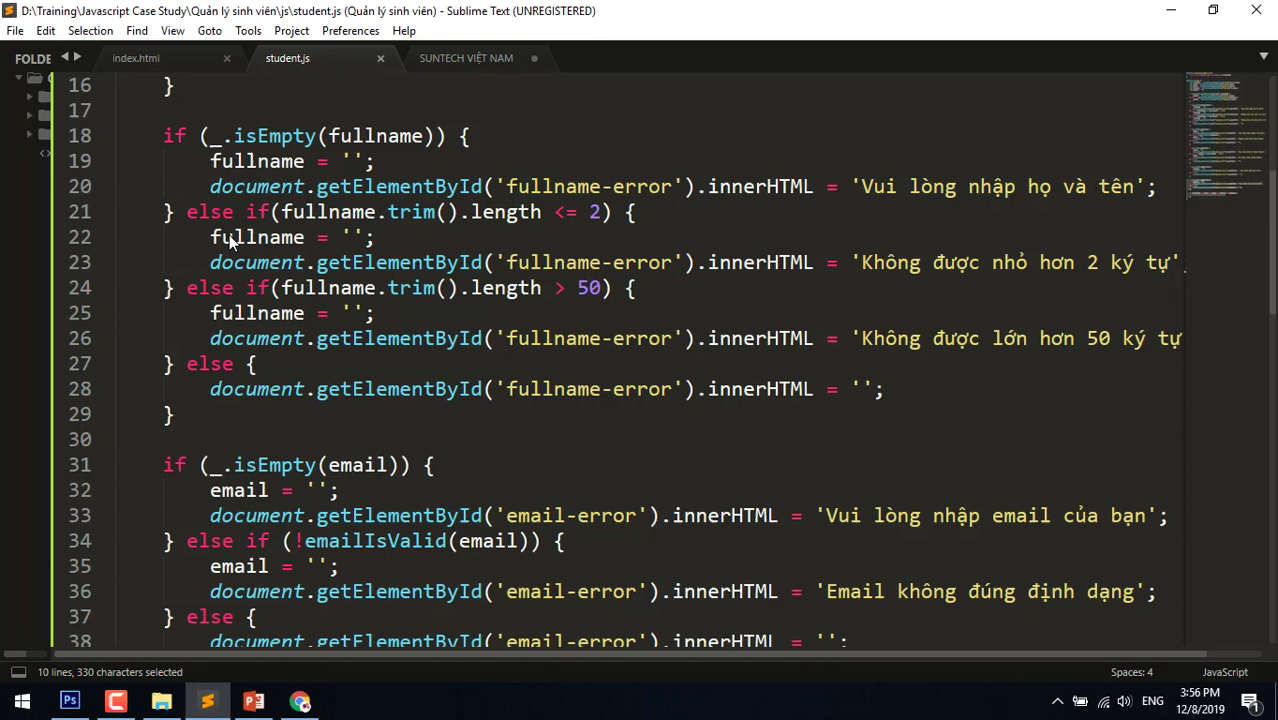 D:\Training\Javascript Case Study\Quản lý sinh viên\js\student.js (Quản lý sinh viên) - Sublime Text (UNREGISTERED)
File Edit Selection Find View Goto Tools Project Preferences Help
FOLDE index.html student.js SUNTECH VIỆT NAM
16 }
17
18 if (_.isEmpty(fullname)) {
19 fullname = '';
20 document.getElementById('fullname-error').innerHTML = 'Vui lòng nhập họ và tên';
21 } else if(fullname.trim().length <= 2) {
22 fullname = '';
23 document.getElementById('fullname-error').innerHTML = 'Không được nhỏ hơn 2 ký tự';
24 } else if(fullname.trim().length > 50) {
25 fullname = '';
26 document.getElementById('fullname-error').innerHTML = 'Không được lớn hơn 50 ký tự
27 } else {
28 document.getElementById('fullname-error').innerHTML = '';
29 }
30
31 if (_.isEmpty(email)) {
32 email = '';
33 document.getElementById('email-error').innerHTML = 'Vui lòng nhập email của bạn';
34 } else if (!emailIsValid(email)) {
35 email = '';
36 document.getElementById('email-error').innerHTML = 'Email không đúng định dạng';
37 } else {
38 document.getElementById('email-error').innerHTML = '';
10 lines, 330 characters selected Spaces: 4 JavaScript
Ps ENG 3:56 PM
12/8/2019 1